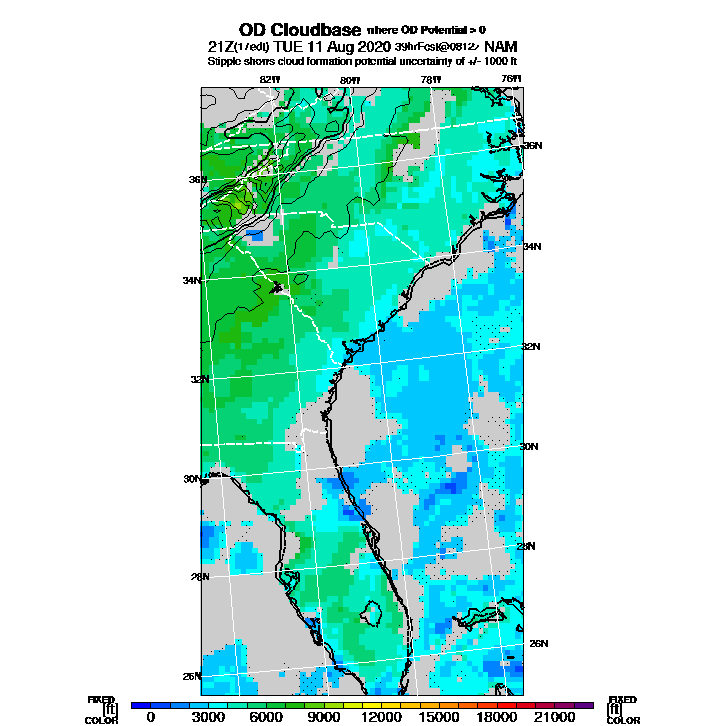 OD Cloudbase where OD Potential > 0
21Z(17edt) TUE 11 Aug 2020 39hrFcst@0812z NAM
Stipple shows cloud formation potential uncertainty of +/- 1000 ft
82W 80W 78W 76W
36N
36N
34N
34N
32N
32N
30N
30N
28N
28N
26N
26N
FIXED FIXED
[ft] 0 3000 6000 9000 12000 15000 18000 21000 [ft]
COLOR COLOR